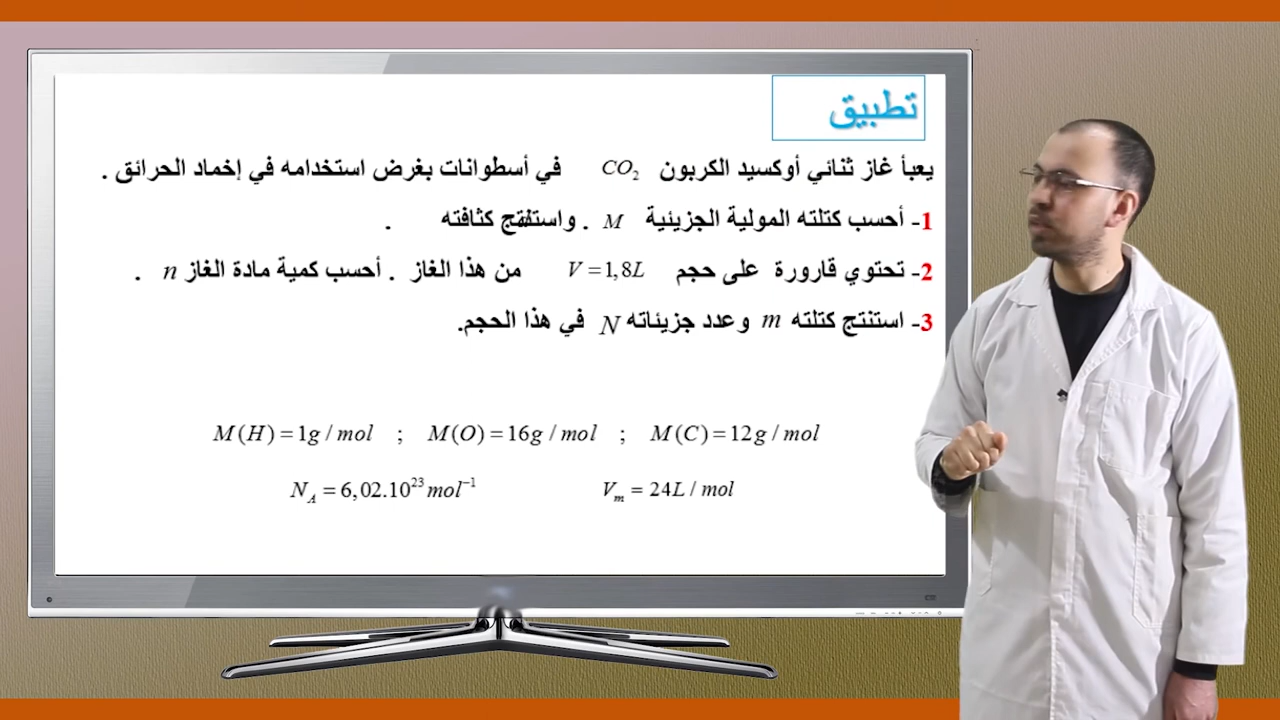 تطبيق
يعبأ غاز ثنائي أوكسيد الكربون CO₂ في أسطوانات بغرض استخدامه في إخماد الحرائق .
1- أحسب كتلته المولية الجزيئية M . واستنتج كثافته .
2- تحتوي قارورة على حجم V = 1,8L من هذا الغاز . أحسب كمية مادة الغاز n .
3- استنتج كتلته m وعدد جزيئاته N في هذا الحجم.
M(H) = 1g / mol ; M(O) = 16g / mol ; M(C) = 12g / mol
N_A = 6,02.10²³ mol⁻¹ V_m = 24L / mol